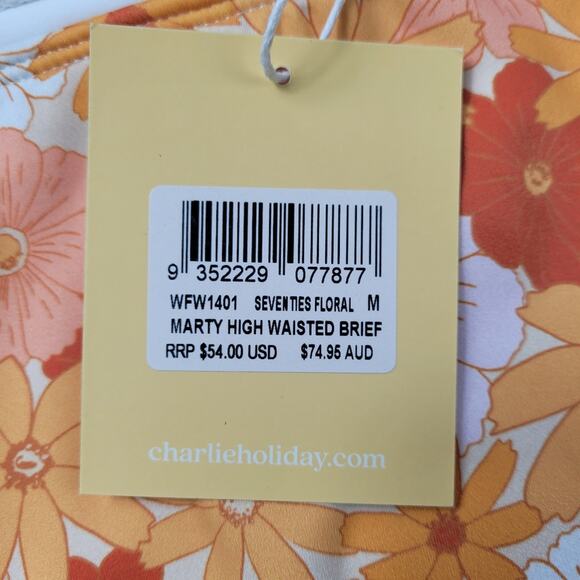 9 352229 077877
WFW1401 SEVENTIES FLORAL M
MARTY HIGH WAISTED BRIEF
RRP $54.00 USD $74.95 AUD
charlieholiday.com